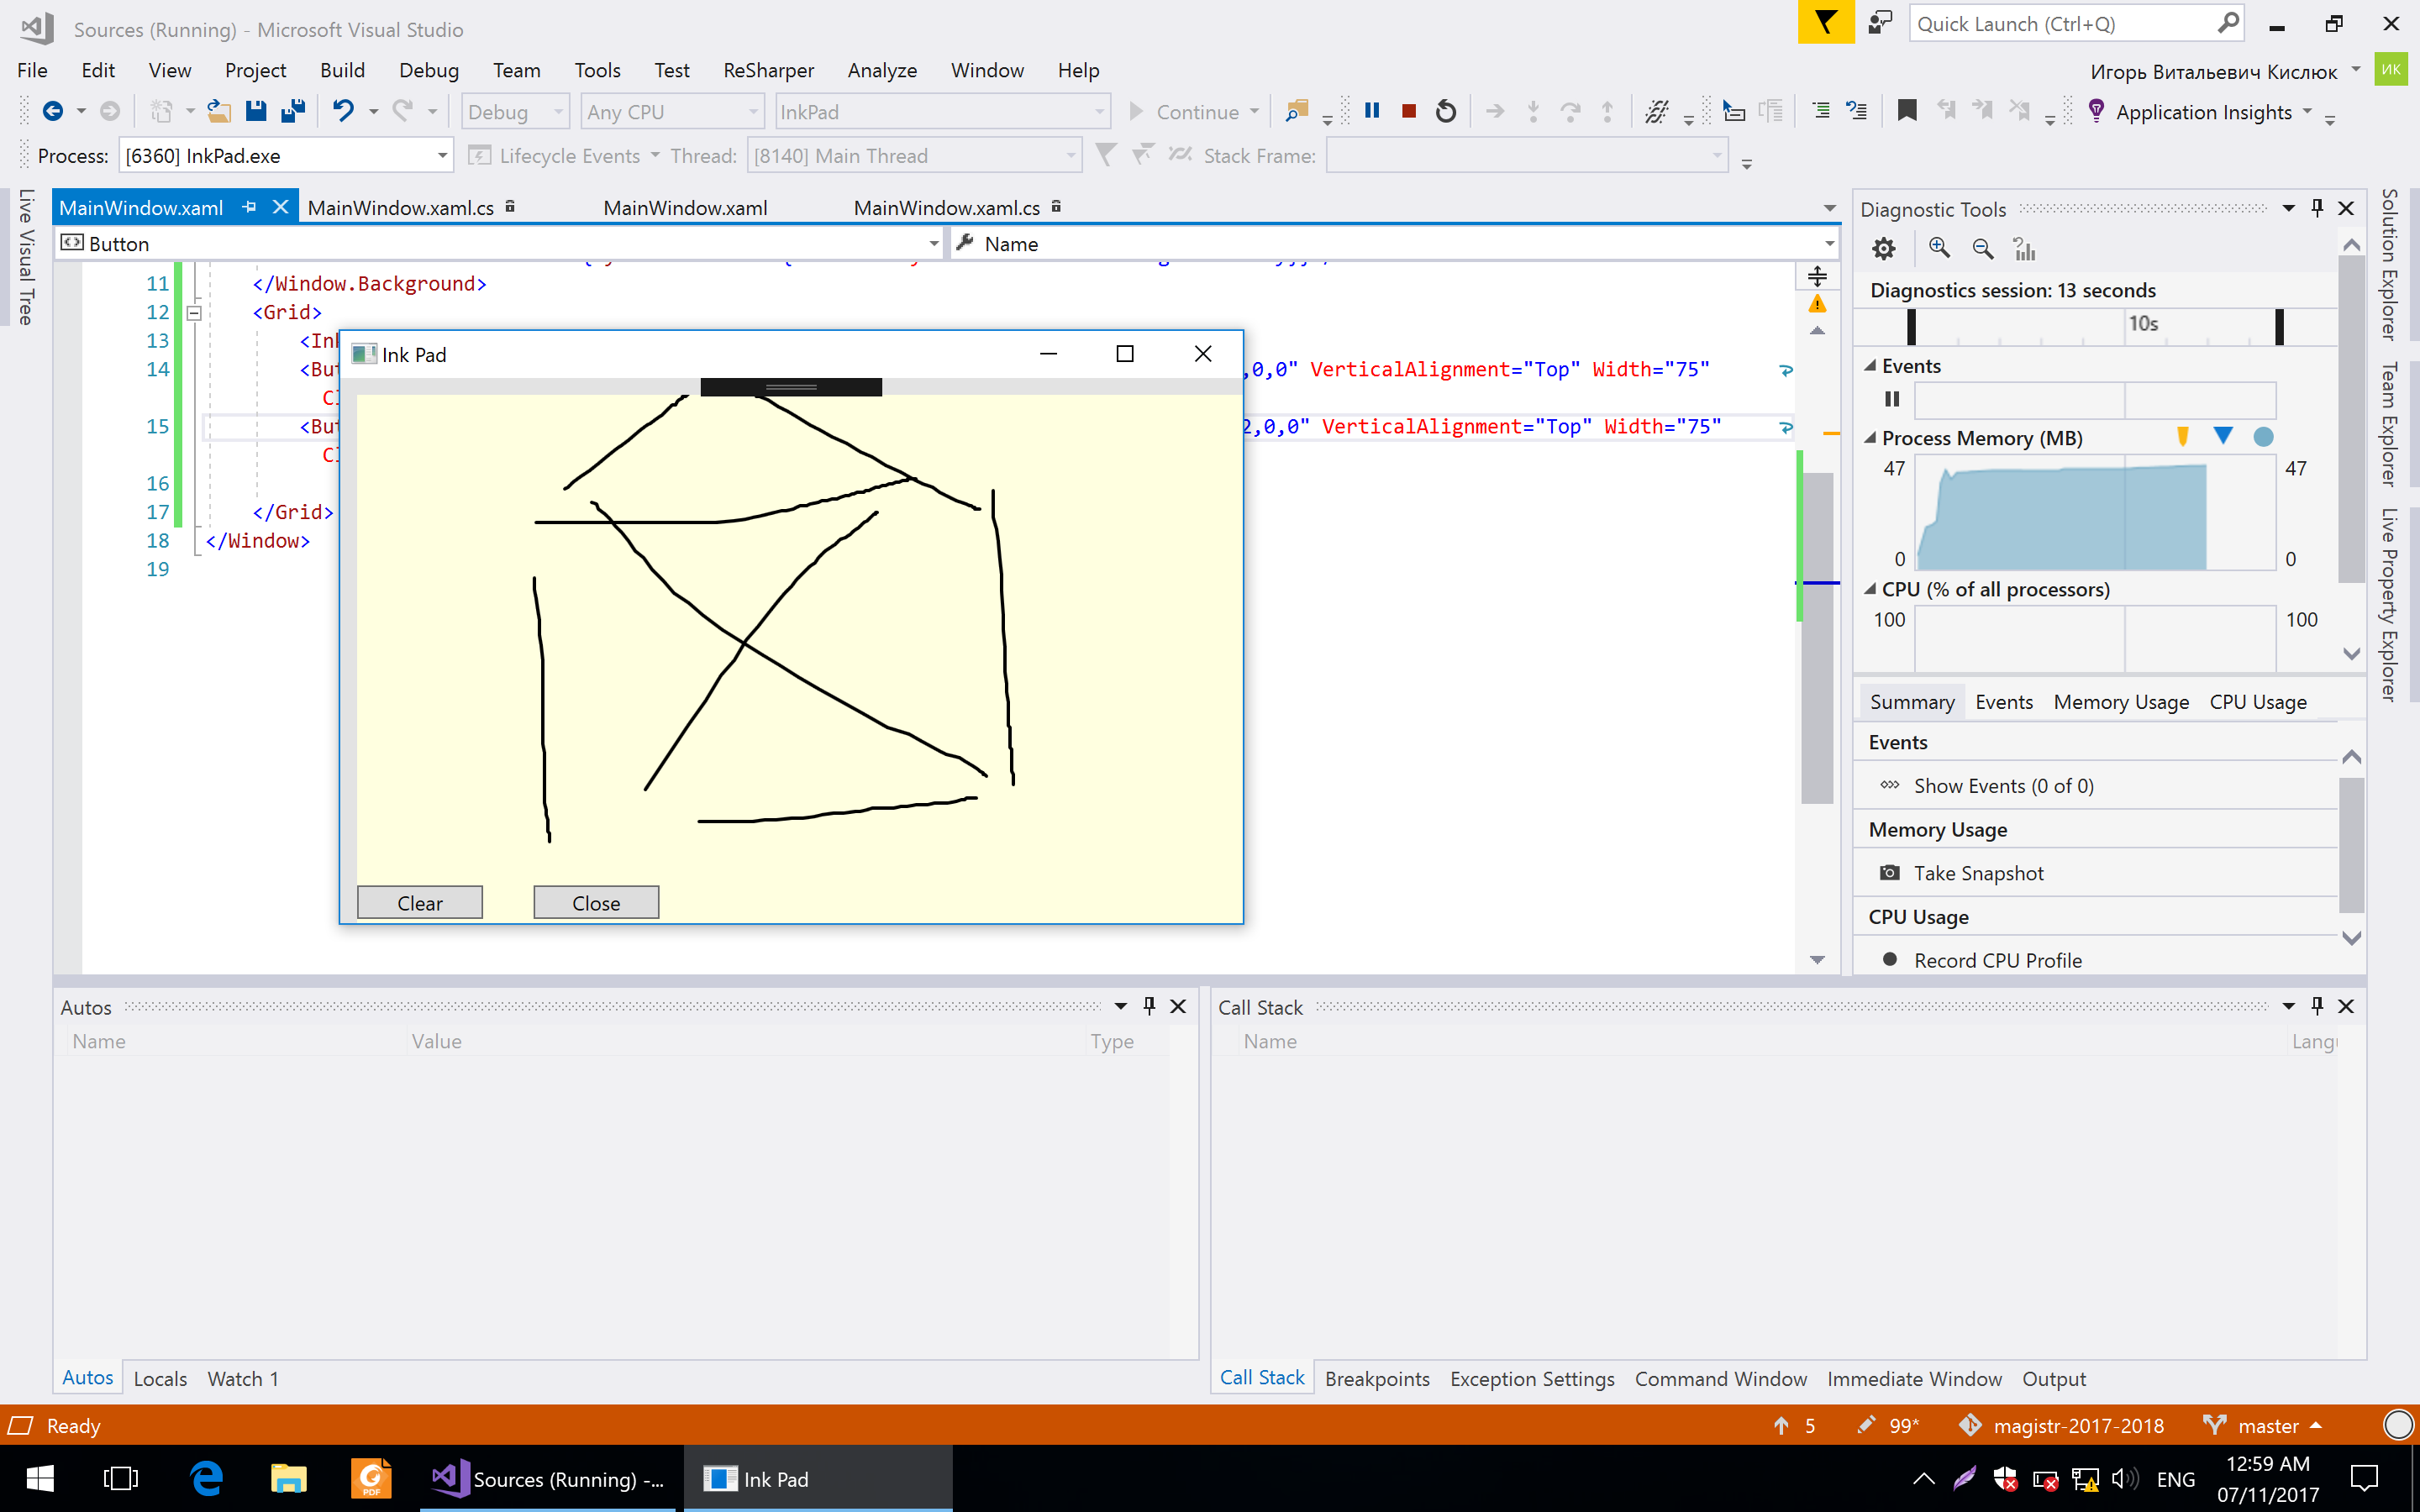 Sources (Running) - Microsoft Visual Studio
Quick Launch (Ctrl+Q)
File Edit View Project Build Debug Team Tools Test ReSharper Analyze Window Help
Игорь Витальевич Кислюк ИК
Debug Any CPU InkPad Continue Application Insights
Process: [6360] InkPad.exe Lifecycle Events Thread: [8140] Main Thread Stack Frame:
Live Visual Tree
MainWindow.xaml MainWindow.xaml.cs MainWindow.xaml MainWindow.xaml.cs
Button Name
11 </Window.Background>
12 <Grid>
13 <Ink
14 <But ,0,0" VerticalAlignment="Top" Width="75"
15 <But 2,0,0" VerticalAlignment="Top" Width="75"
16
17 </Grid>
18 </Window>
19
Ink Pad
Clear Close
Diagnostic Tools
Diagnostics session: 13 seconds
10s
Events
Process Memory (MB)
47 47
0 0
CPU (% of all processors)
100 100
Summary Events Memory Usage CPU Usage
Events
Show Events (0 of 0)
Memory Usage
Take Snapshot
CPU Usage
Record CPU Profile
Solution Explorer
Team Explorer
Live Property Explorer
Autos
Name Value Type
Autos Locals Watch 1
Call Stack
Name Langu
Call Stack Breakpoints Exception Settings Command Window Immediate Window Output
Ready 5 99* magistr-2017-2018 master
PDF
Sources (Running) -... Ink Pad ENG 12:59 AM
07/11/2017